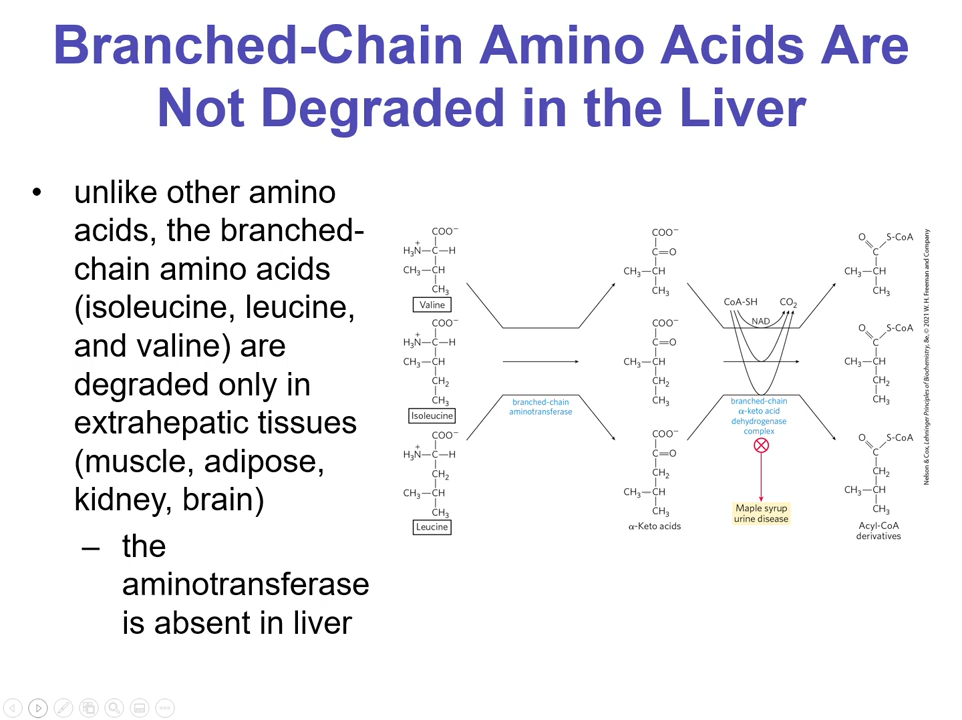 Branched-Chain Amino Acids Are
Not Degraded in the Liver
• unlike other amino
acids, the branched-
chain amino acids
(isoleucine, leucine,
and valine) are
degraded only in
extrahepatic tissues
(muscle, adipose,
kidney, brain)
– the
aminotransferase
is absent in liver
COO⁻
H₃N⁺—C—H
CH₃—CH
CH₃
Valine
COO⁻
H₃N⁺—C—H
CH₃—CH
CH₂
CH₃
Isoleucine
COO⁻
H₃N⁺—C—H
CH₂
CH₃—CH
CH₃
Leucine
branched-chain
aminotransferase
COO⁻
C=O
CH₃—CH
CH₃
COO⁻
C=O
CH₃—CH
CH₂
CH₃
COO⁻
C=O
CH₂
CH₃—CH
CH₃
α-Keto acids
CoA-SH CO₂
NAD
branched-chain
α-keto acid
dehydrogenase
complex
Maple syrup
urine disease
O S-CoA
C
CH₃—CH
CH₃
O S-CoA
C
CH₃—CH
CH₂
CH₃
O S-CoA
C
CH₂
CH₃—CH
CH₃
Acyl-CoA
derivatives
Nelson & Cox, Lehninger Principles of Biochemistry, 8e, © 2021 W. H. Freeman and Company